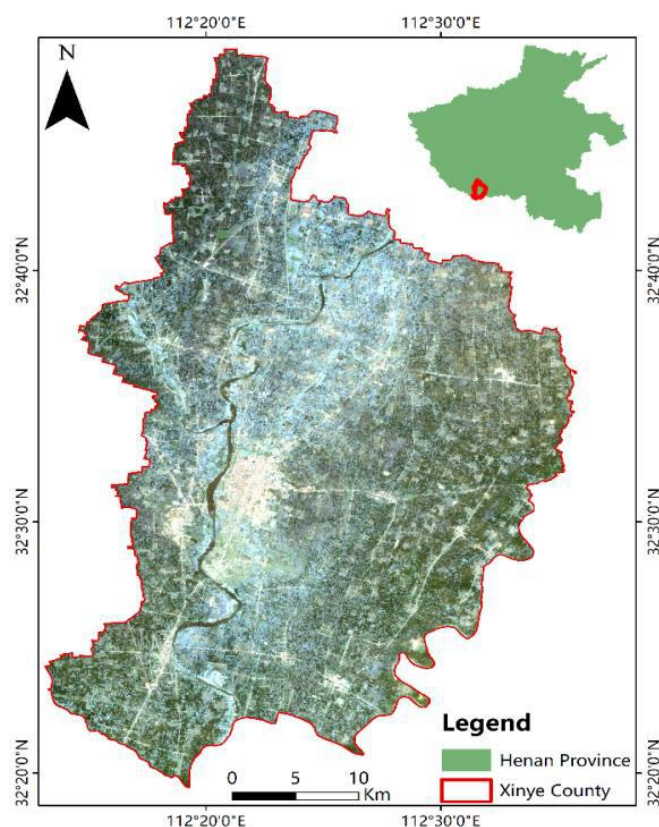 112°20'0"E 112°30'0"E
N
32°40'0"N 32°40'0"N
32°30'0"N 32°30'0"N
32°20'0"N 32°20'0"N
Legend
Henan Province
Xinye County
0 5 10
Km
112°20'0"E 112°30'0"E